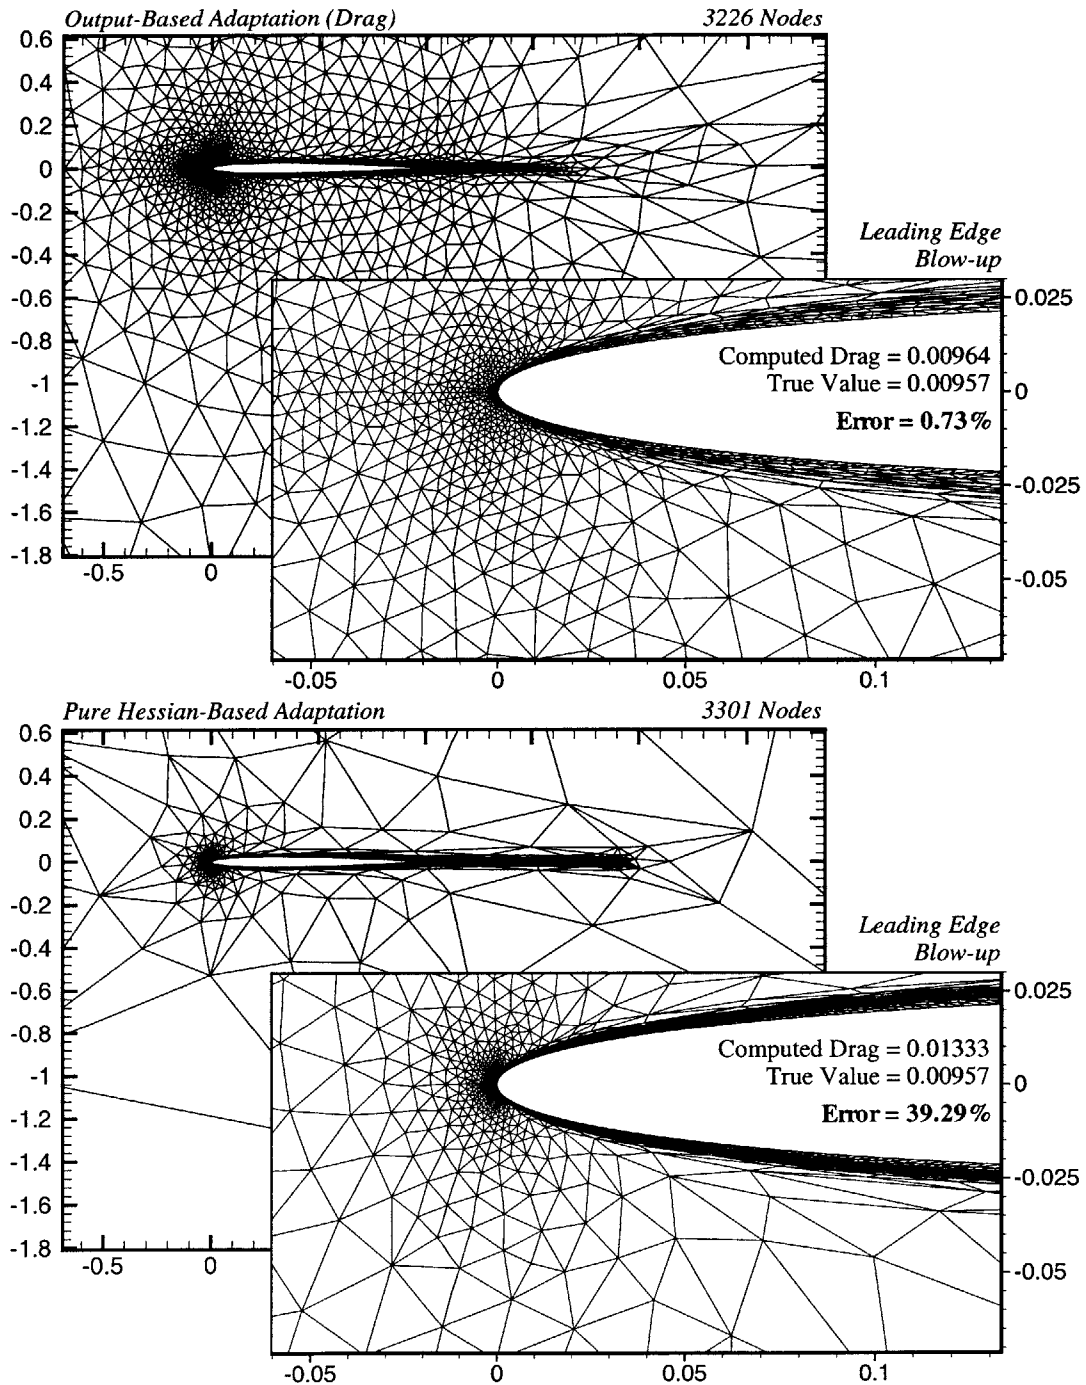 Output-Based Adaptation (Drag) 3226 Nodes
0.6
0.4
0.2
0
-0.2
-0.4
-0.6
-0.8
-1
-1.2
-1.4
-1.6
-1.8
-0.5 0
Leading Edge
Blow-up
0.025
Computed Drag = 0.00964
True Value = 0.00957
0
Error = 0.73%
-0.025
-0.05
-0.05 0 0.05 0.1
Pure Hessian-Based Adaptation 3301 Nodes
0.6
0.4
0.2
0
-0.2
-0.4
-0.6
-0.8
-1
-1.2
-1.4
-1.6
-1.8
-0.5 0
Leading Edge
Blow-up
0.025
Computed Drag = 0.01333
True Value = 0.00957
0
Error = 39.29%
-0.025
-0.05
-0.05 0 0.05 0.1